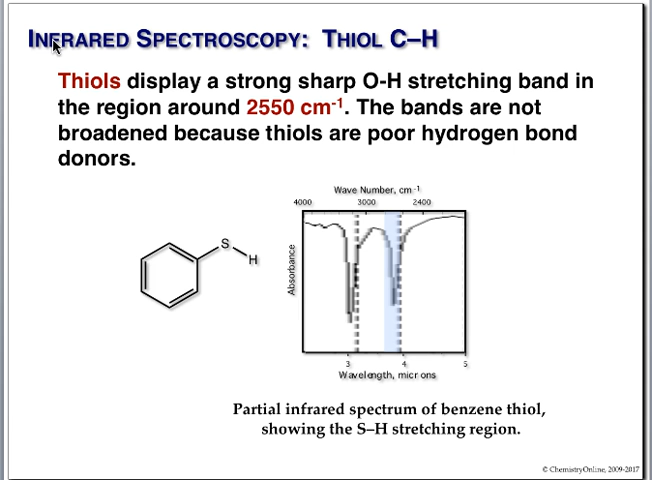 INFRARED SPECTROSCOPY: THIOL C–H
Thiols display a strong sharp O-H stretching band in
the region around 2550 cm-1. The bands are not
broadened because thiols are poor hydrogen bond
donors.
Wave Number, cm-1
4000 3000 2400
Absorbance
S
H
3 4 5
Wavelength, microns
Partial infrared spectrum of benzene thiol,
showing the S–H stretching region.
© ChemistryOnline, 2009-2017